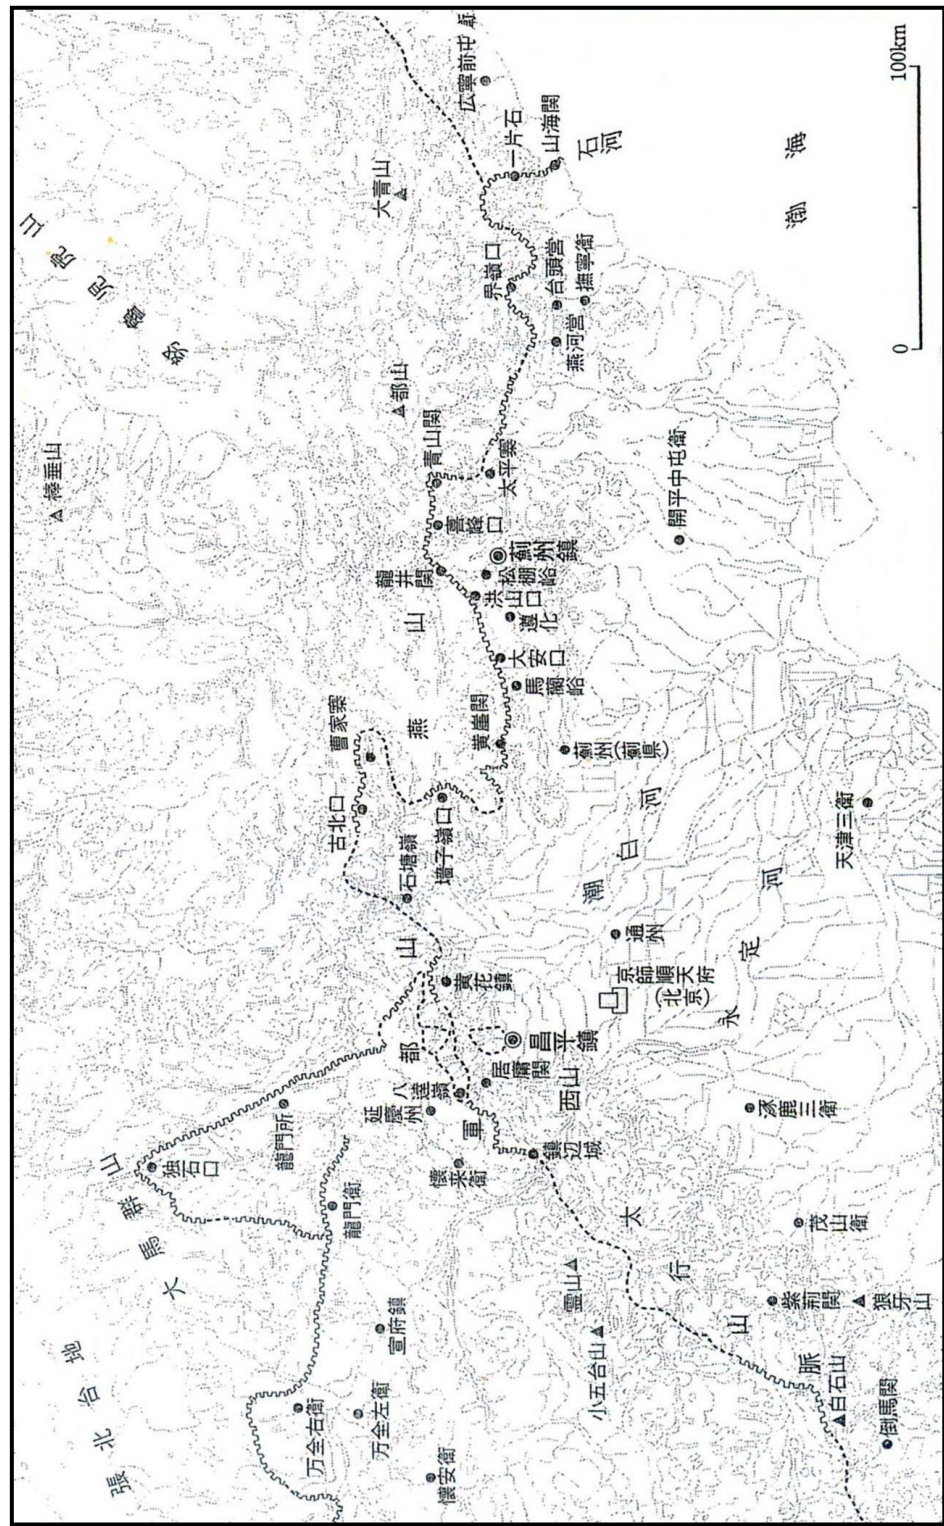 張北台地
大馬群山
努魯児虎山
棒垂山
独石口
龍門所
龍門衛
万全右衛
万全左衛
宣府鎮
懐安衛
延慶州
八達嶺
懐来衛
軍都山
居庸関
昌平鎮
黄花鎮
石塘嶺
古北口
曹家寨
墻子嶺口
燕山
黄崖関
馬蘭峪
大安口
遵化
洪山口
松棚峪
薊州鎮
龍井関
喜峰口
青山関
都山
太平寨
大青山
界嶺口
燕河営
台頭営
撫寧衛
一片石
山海関
石河
広寧前屯衛
渤海
開平中屯衛
薊州(薊県)
潮白河
通州
京師順天府
(北京)
西山
鎮辺城
永定河
天津三衛
涿鹿三衛
霊山
小五台山
太行山脈
茂山衛
紫荊関
狼牙山
白石山
倒馬関
0
100km